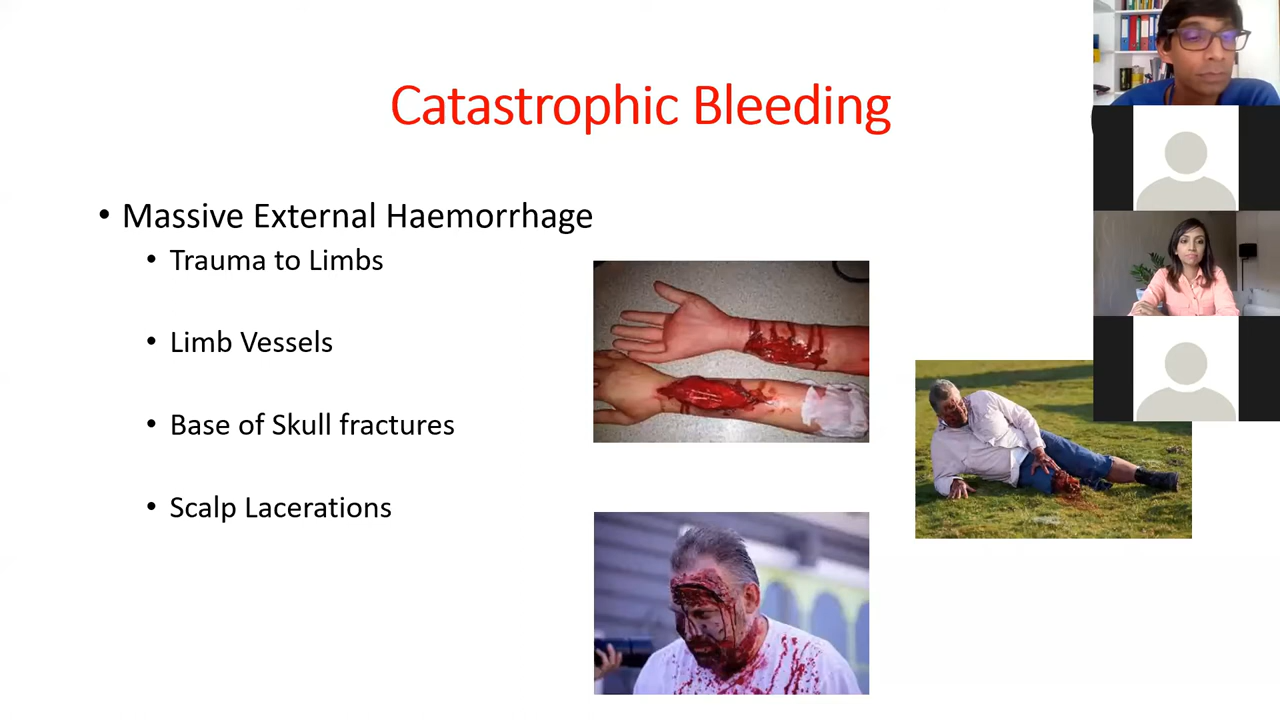 Catastrophic Bleeding
• Massive External Haemorrhage
• Trauma to Limbs
• Limb Vessels
• Base of Skull fractures
• Scalp Lacerations